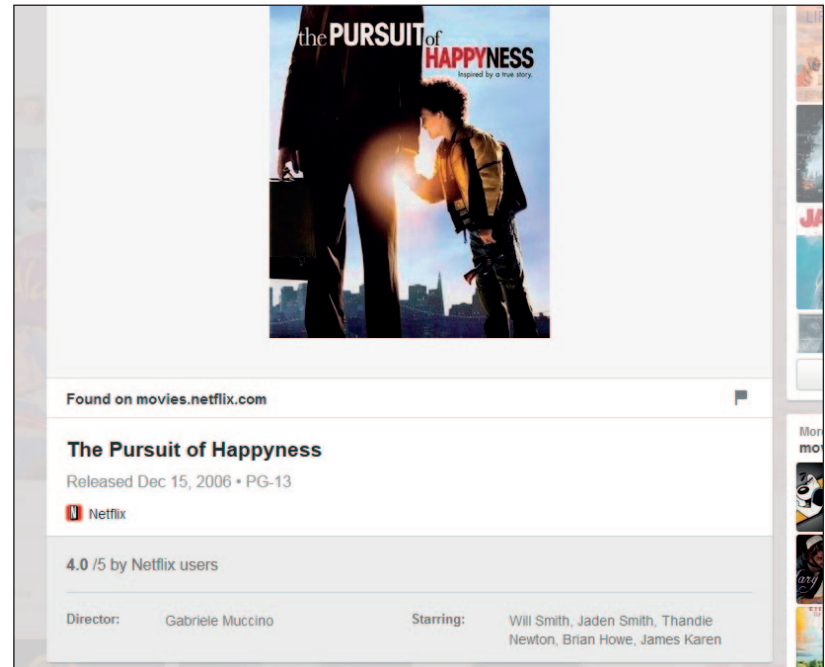 the PURSUIT of
HAPPYNESS
Inspired by a true story.
Found on movies.netflix.com
The Pursuit of Happyness
Released Dec 15, 2006 • PG-13
N Netflix
4.0 /5 by Netflix users
Director: Gabriele Muccino Starring: Will Smith, Jaden Smith, Thandie
Newton, Brian Howe, James Karen
More
mov